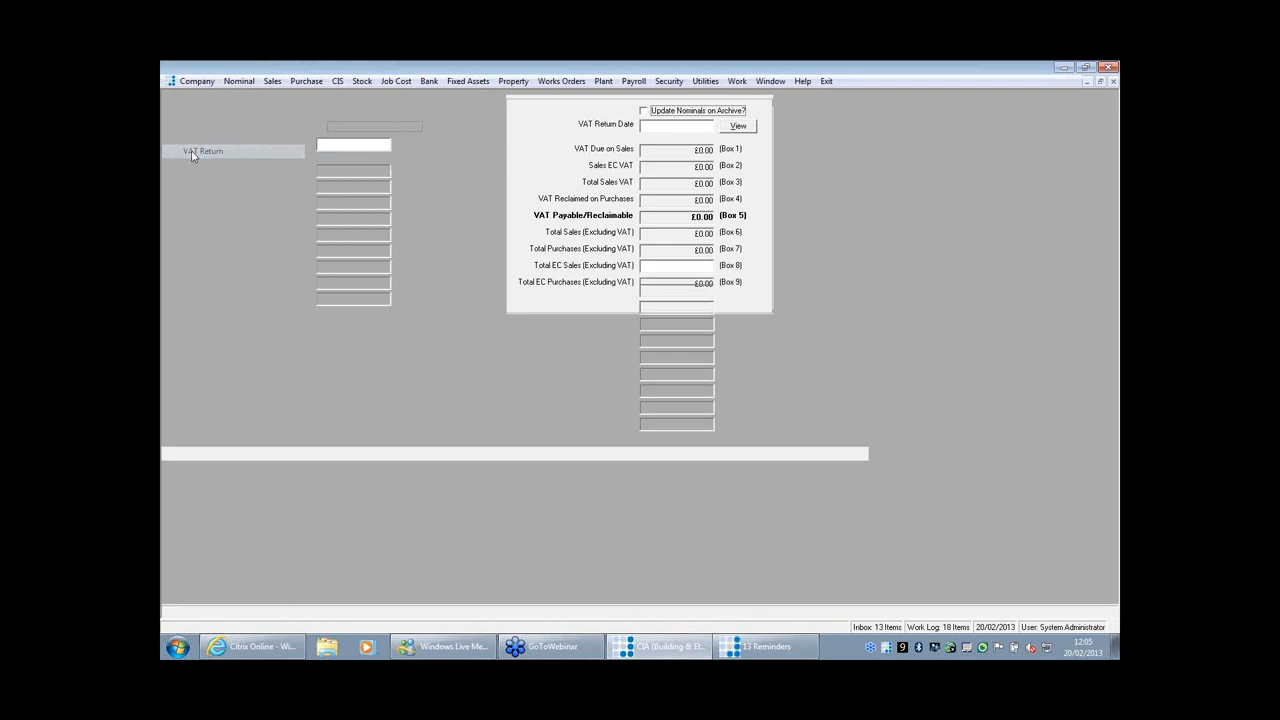 Company Nominal Sales Purchase CIS Stock Job Cost Bank Fixed Assets Property Works Orders Plant Payroll Security Utilities Work Window Help Exit
Update Nominals on Archive?
VAT Return Date View
VAT Return
VAT Due on Sales £0.00 (Box 1)
Sales EC VAT £0.00 (Box 2)
Total Sales VAT £0.00 (Box 3)
VAT Reclaimed on Purchases £0.00 (Box 4)
VAT Payable/Reclaimable £0.00 (Box 5)
Total Sales (Excluding VAT) £0.00 (Box 6)
Total Purchases (Excluding VAT) £0.00 (Box 7)
Total EC Sales (Excluding VAT) (Box 8)
Total EC Purchases (Excluding VAT) £0.00 (Box 9)
Inbox: 13 Items Work Log: 18 Items 20/02/2013 User: System Administrator
Citrix Online - Wi... Windows Live Me... GoToWebinar CIA (Building & El... 13 Reminders 9 12:05
20/02/2013